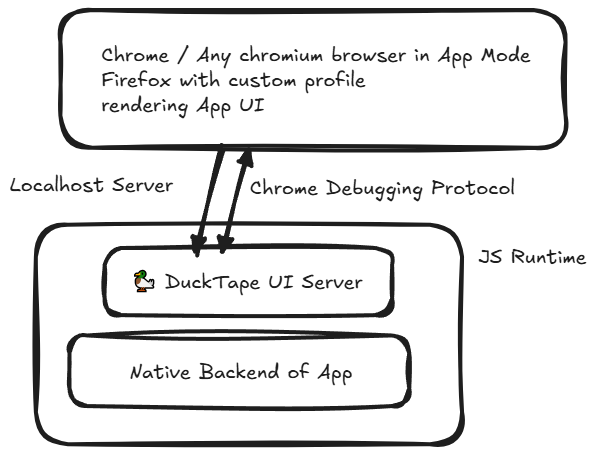 Chrome / Any chromium browser in App Mode
Firefox with custom profile
rendering App UI
Localhost Server
Chrome Debugging Protocol
JS Runtime
DuckTape UI Server
Native Backend of App